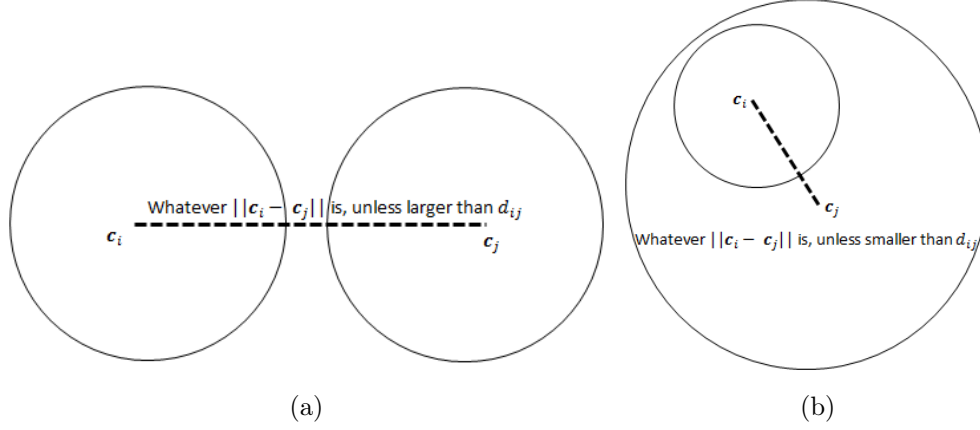 Whatever ||c_i − c_j|| is, unless larger than d_ij
c_i
c_j
(a)
c_i
c_j
Whatever ||c_i − c_j|| is, unless smaller than d_ij
(b)